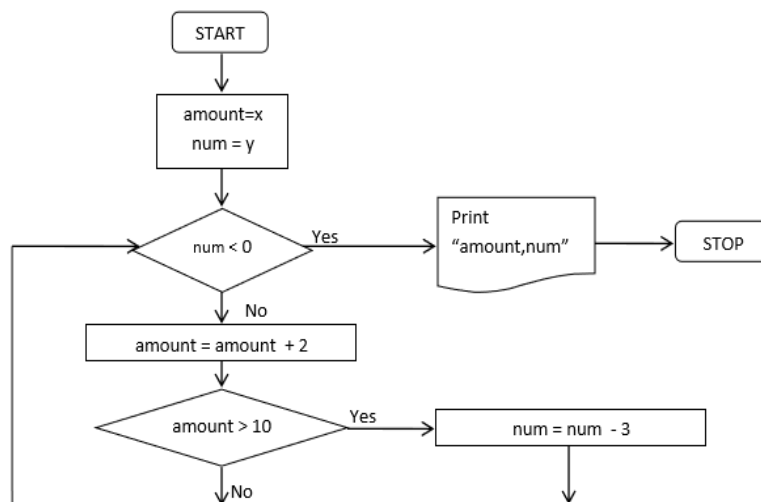 START
amount=x
num = y
num < 0
Yes
Print
“amount,num”
STOP
No
amount = amount + 2
amount > 10
Yes
num = num - 3
No